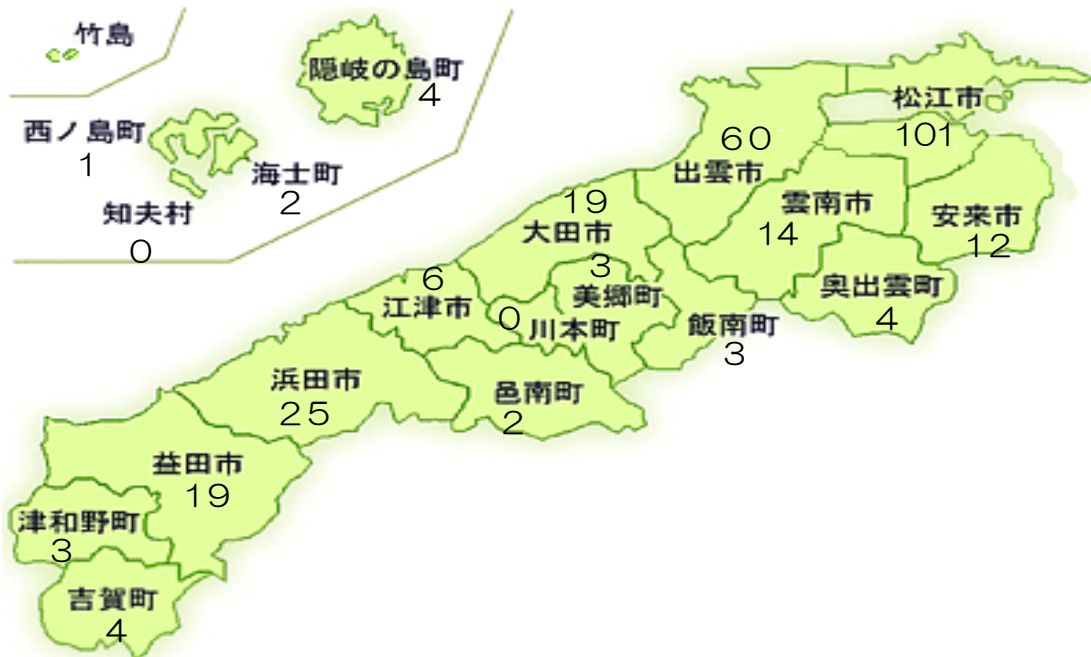 竹島
隠岐の島町
4
西ノ島町
1
海士町
2
知夫村
0
松江市
101
60
出雲市
雲南市
14
安来市
12
19
大田市
奥出雲町
4
3
美郷町
6
江津市
0
川本町
飯南町
3
浜田市
25
邑南町
2
益田市
19
津和野町
3
吉賀町
4